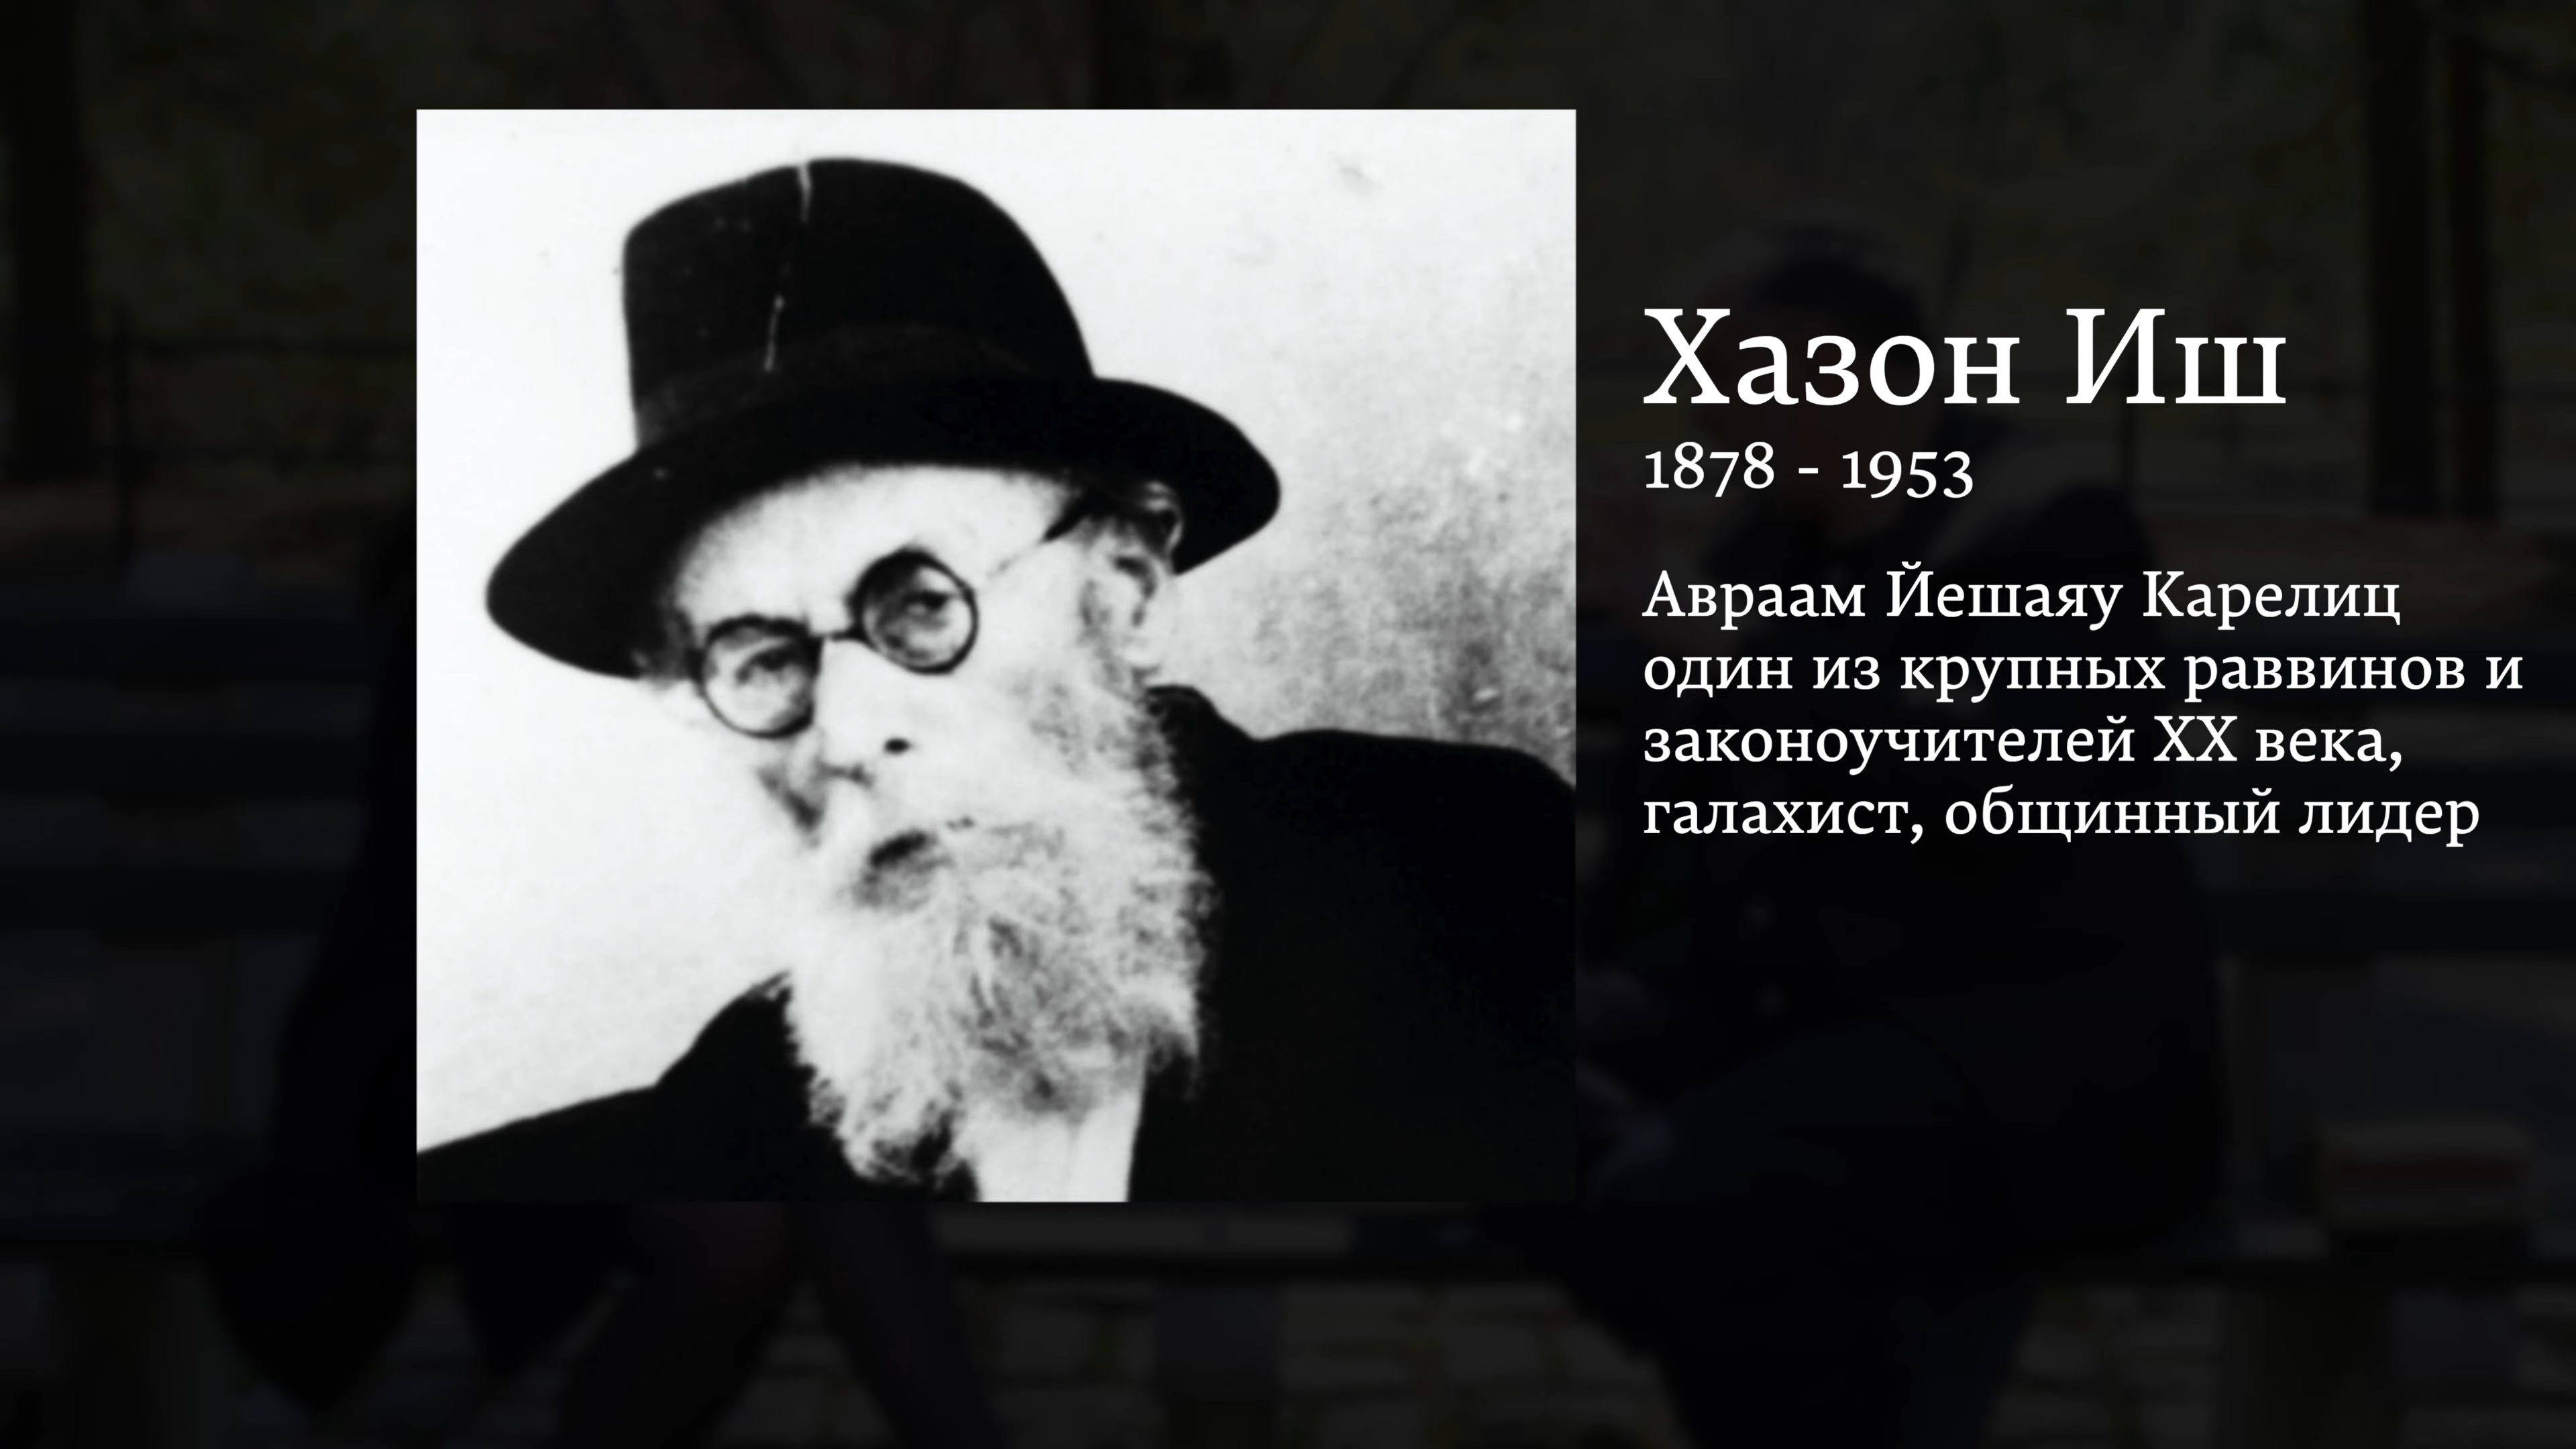 Хазон Иш
1878 - 1953
Авраам Йешаяу Карелиц
один из крупных раввинов и
законоучителей XX века,
галахист, общинный лидер